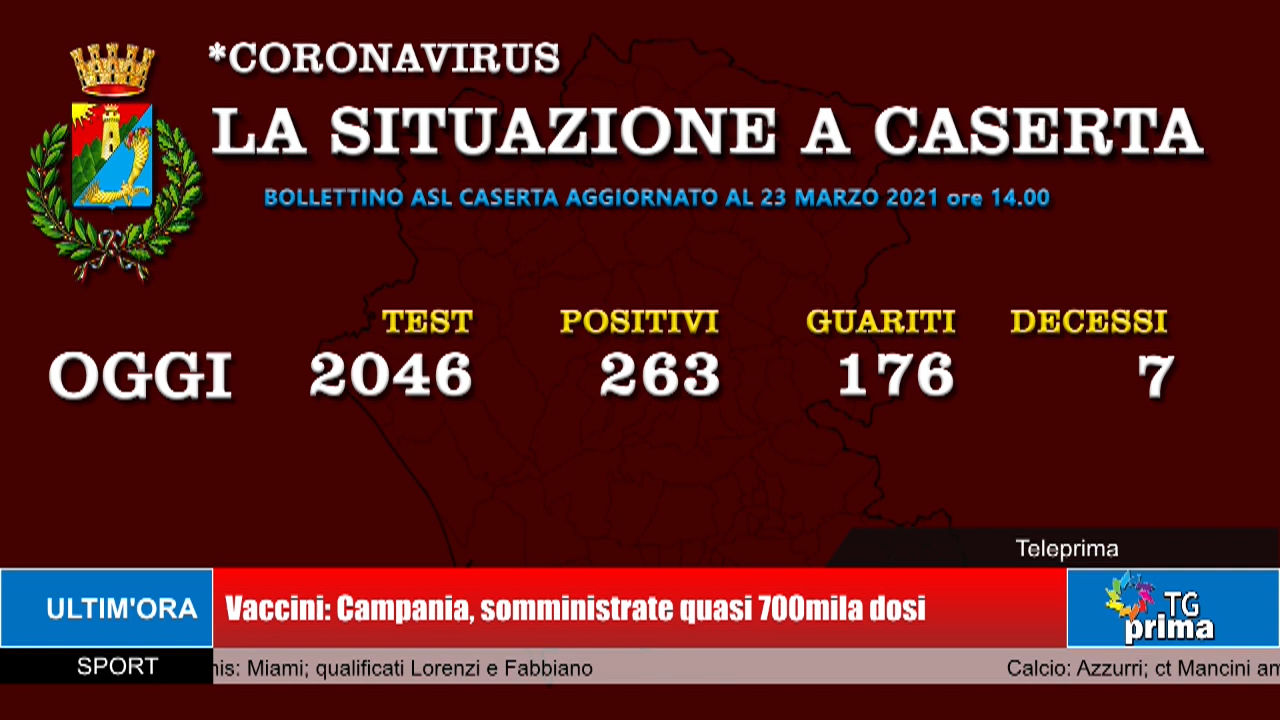 *CORONAVIRUS
LA SITUAZIONE A CASERTA
BOLLETTINO ASL CASERTA AGGIORNATO AL 23 MARZO 2021 ore 14.00
TEST POSITIVI GUARITI DECESSI
OGGI 2046 263 176 7
Teleprima
ULTIM'ORA Vaccini: Campania, somministrate quasi 700mila dosi
TG prima
SPORT nis: Miami; qualificati Lorenzi e Fabbiano Calcio: Azzurri; ct Mancini am